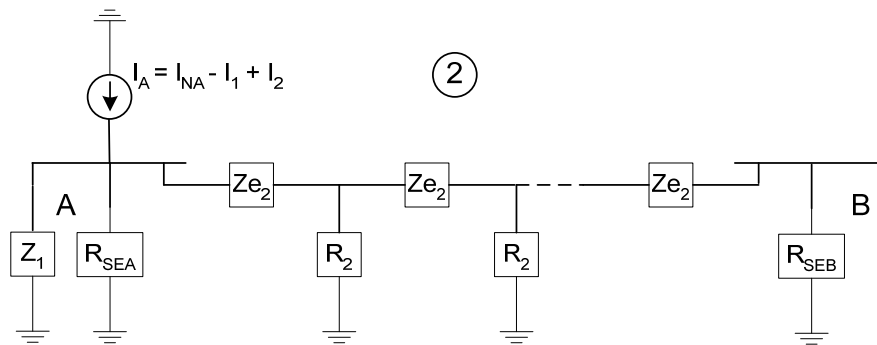 I_A = I_NA - I_1 + I_2
2
Ze_2 Ze_2 Ze_2
A B
Z_1 R_SEA R_2 R_2 R_SEB